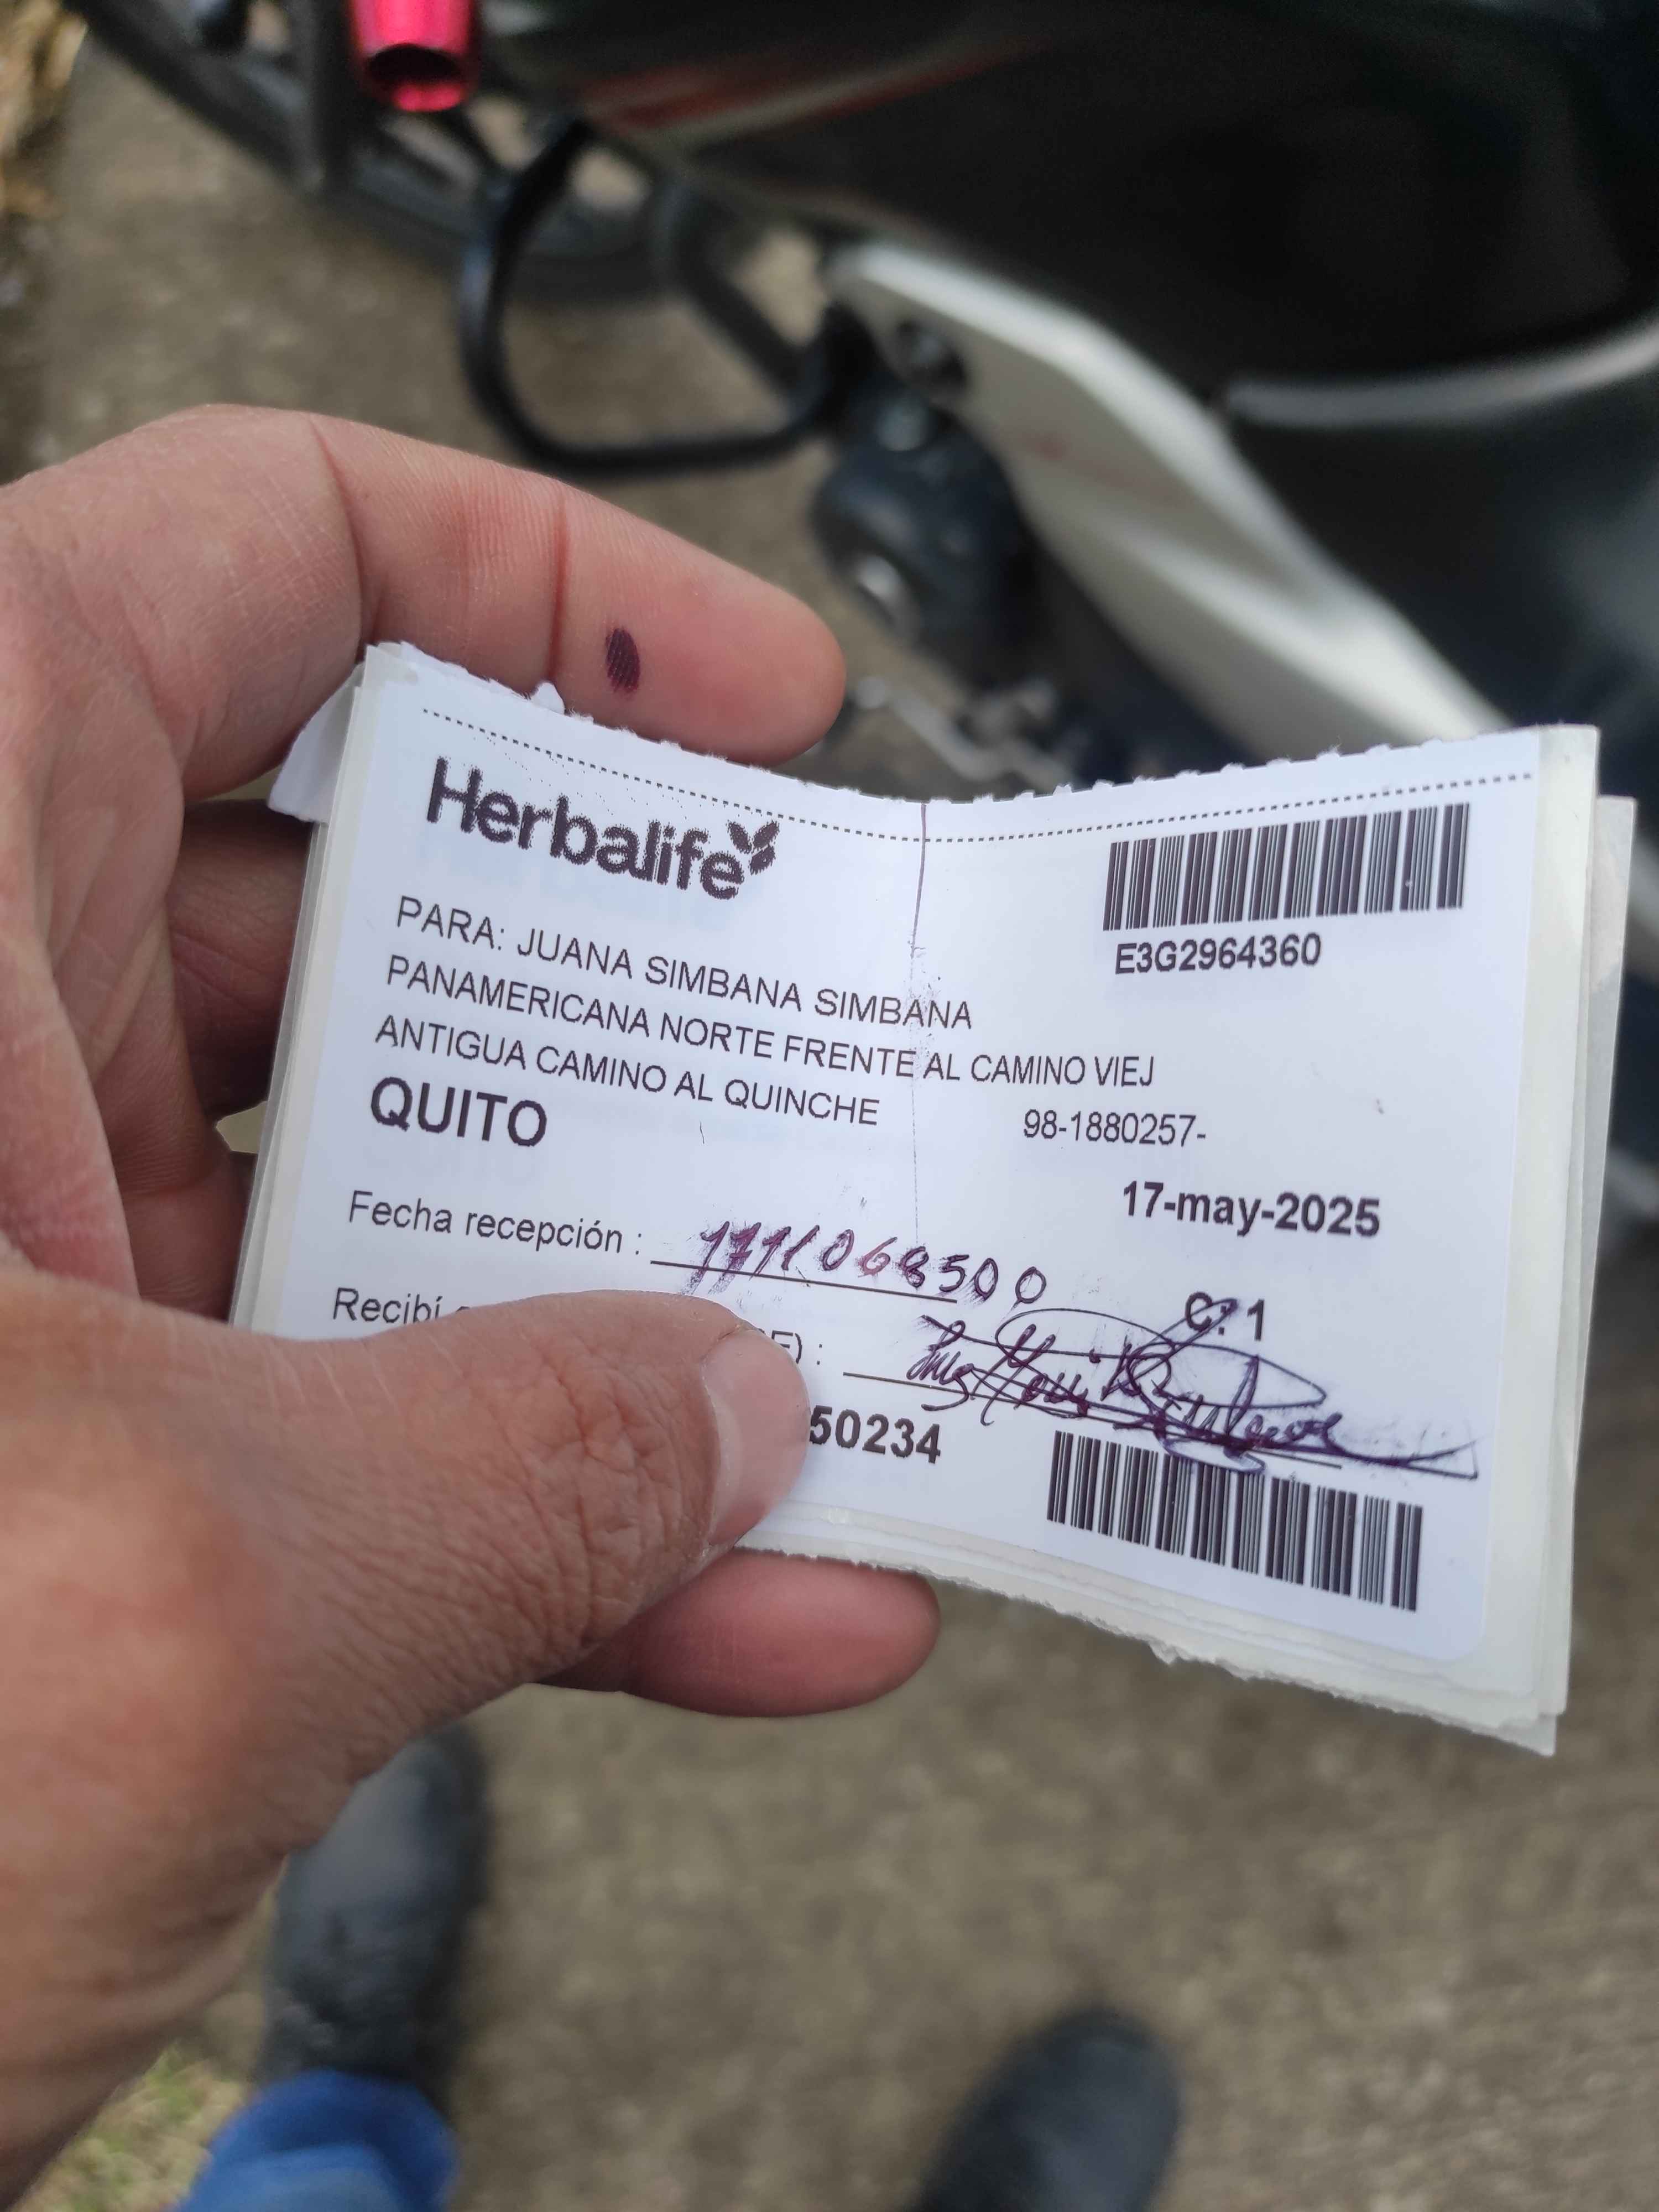 Herbalife
E3G2964360
PARA: JUANA SIMBANA SIMBANA
PANAMERICANA NORTE FRENTE AL CAMINO VIEJ
ANTIGUA CAMINO AL QUINCHE
98-1880257-
QUITO
17-may-2025
Fecha recepción : 1711068500
C: 1
Recibí
50234